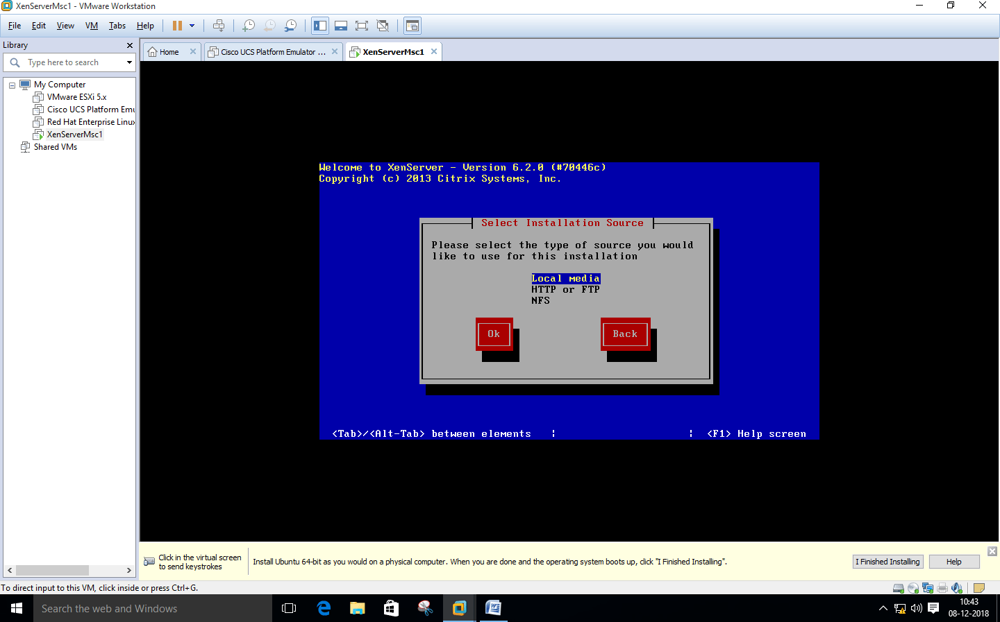 XenServerMsc1 - VMware Workstation
File Edit View VM Tabs Help
Library
Type here to search
My Computer
VMware ESXi 5.x
Cisco UCS Platform Emu
Red Hat Enterprise Linux
XenServerMsc1
Shared VMs
Home
Cisco UCS Platform Emulator ...
XenServerMsc1
Welcome to XenServer - Version 6.2.0 (#70446c)
Copyright (c) 2013 Citrix Systems, Inc.
Select Installation Source
Please select the type of source you would
like to use for this installation
Local media
HTTP or FTP
NFS
Ok Back
<Tab>/<Alt-Tab> between elements ¦ ¦ <F1> Help screen
Click in the virtual screen
to send keystrokes
Install Ubuntu 64-bit as you would on a physical computer. When you are done and the operating system boots up, click "I Finished Installing".
I Finished Installing
Help
To direct input to this VM, click inside or press Ctrl+G.
Search the web and Windows
10:43
08-12-2018